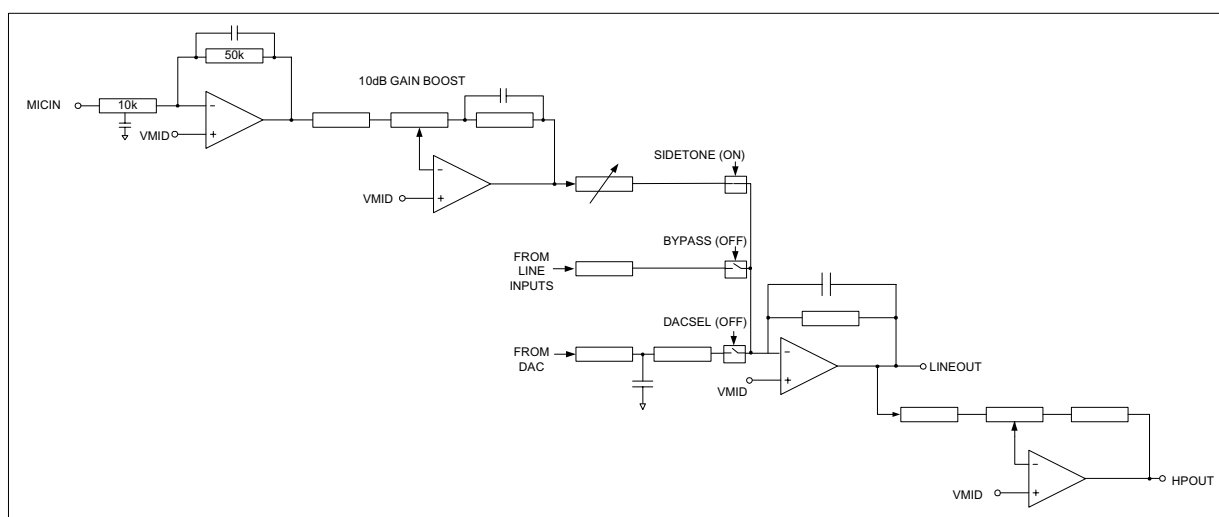 50k
10dB GAIN BOOST
MICIN
10k
−
VMID
+
SIDETONE (ON)
−
VMID
+
BYPASS (OFF)
FROM
LINE
INPUTS
DACSEL (OFF)
FROM
DAC
−
LINEOUT
VMID
+
−
HPOUT
VMID
+